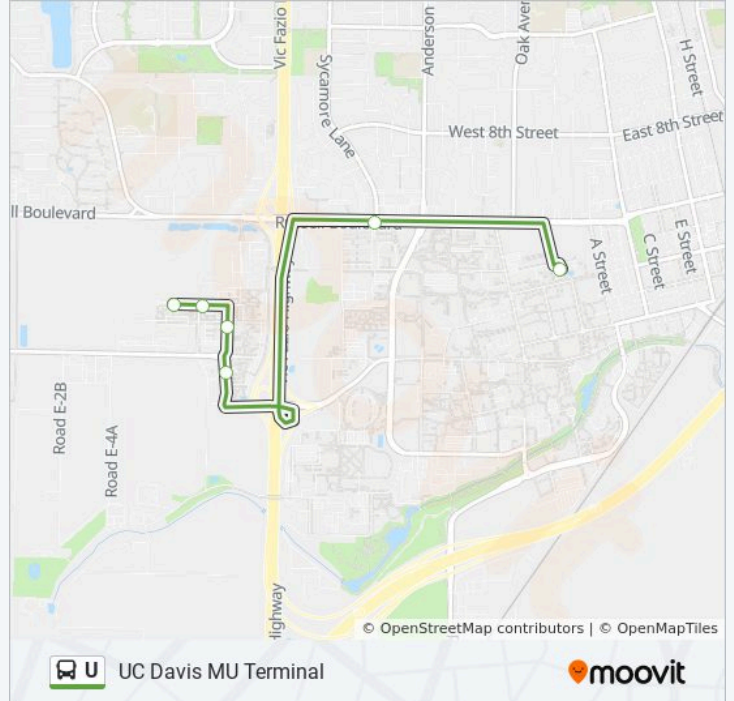 Vic Fazio
Anderson
Oak Aven
H Street
Sycamore Lane
West 8th Street
East 8th Street
ll Boulevard
A Street
C Street
E Street
Road E-2B
Road E-4A
Highway
© OpenStreetMap contributors | © OpenMapTiles
U UC Davis MU Terminal
moovit